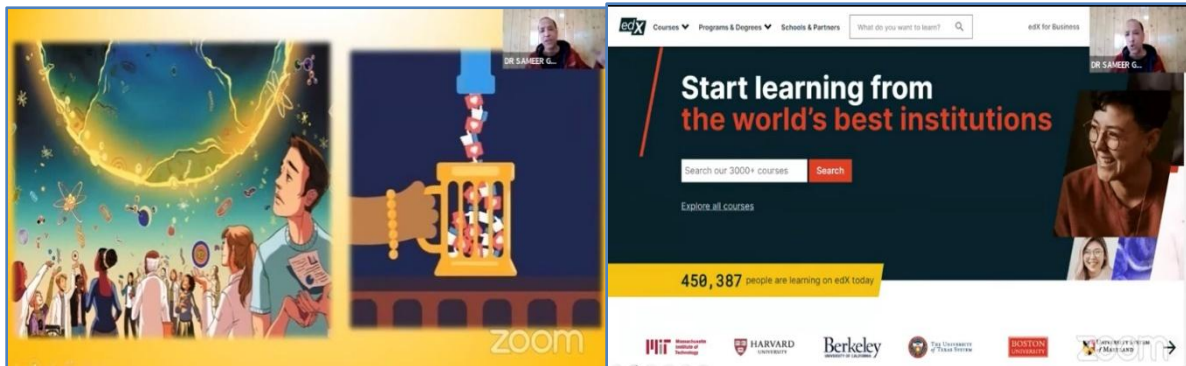 DR SAMEER G...
zoom
edX
Courses
Programs & Degrees
Schools & Partners
What do you want to learn?
edX for Business
DR SAMEER G...
Start learning from
the world's best institutions
Search our 3000+ courses
Search
Explore all courses
450,387 people are learning on edX today
MIT
Massachusetts
Institute of
Technology
HARVARD
UNIVERSITY
Berkeley
UNIVERSITY OF CALIFORNIA
THE UNIVERSITY
of TEXAS SYSTEM
BOSTON
UNIVERSITY
zoom